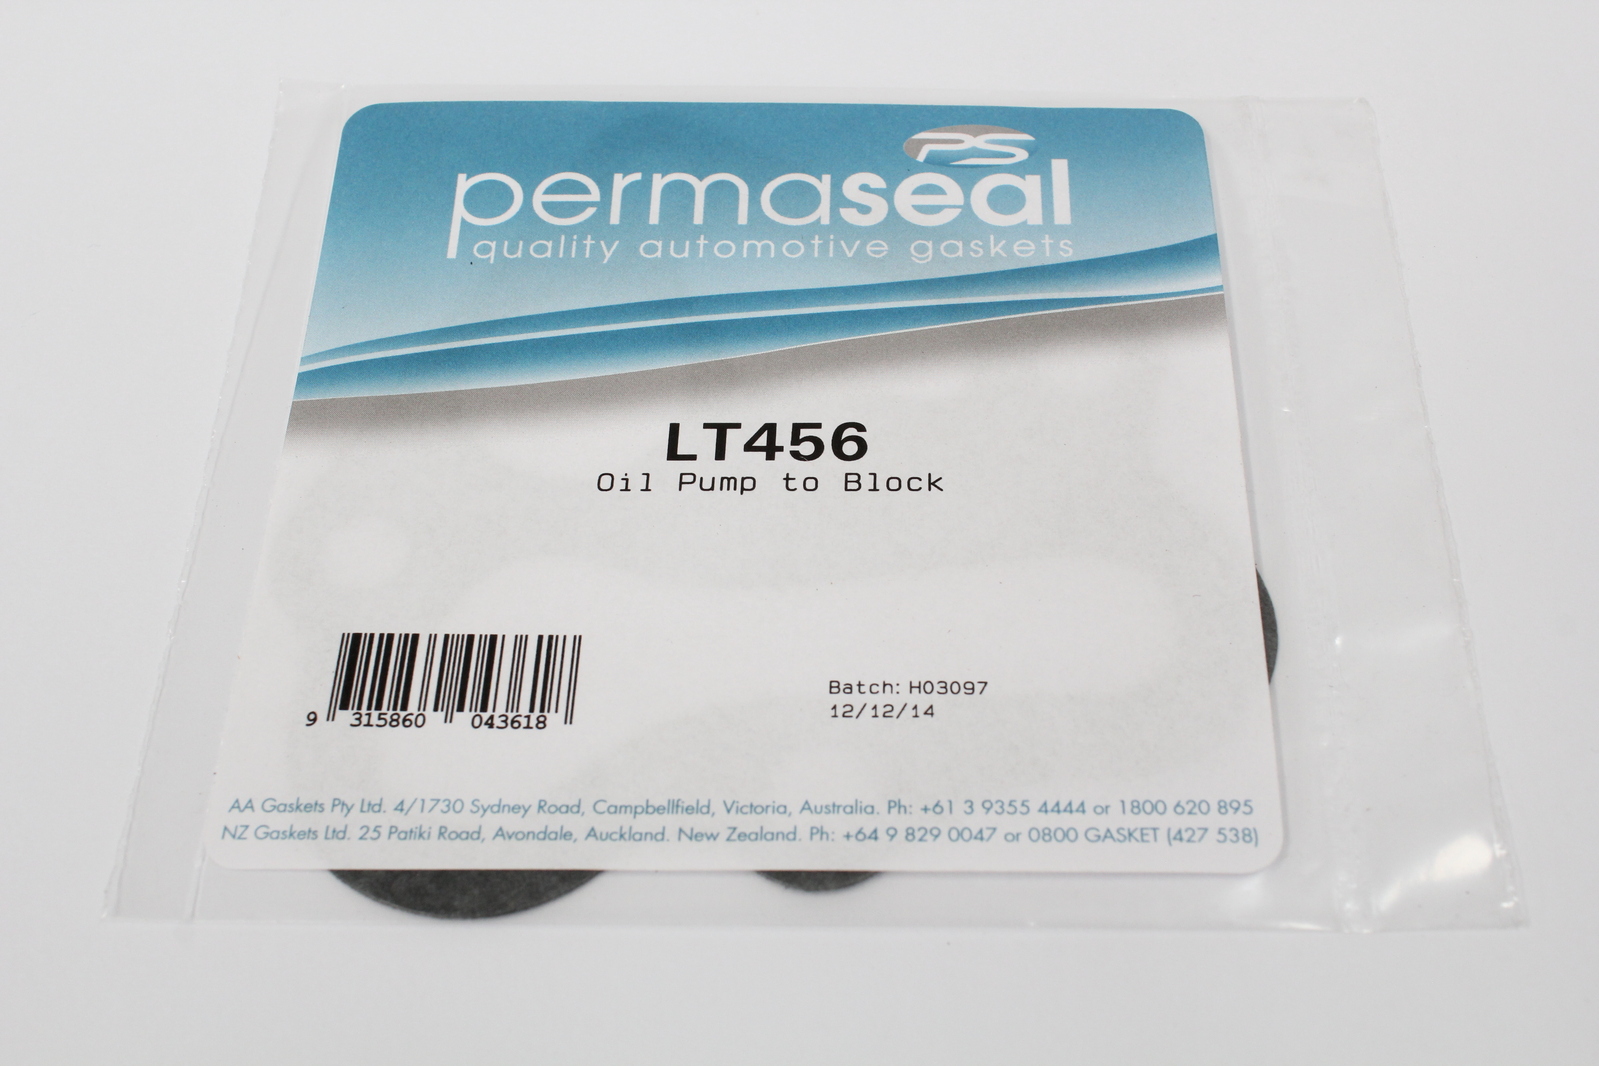 PS
permaseal
quality automotive gaskets
LT456
Oil Pump to Block
9 315860 043618
Batch: H03097
12/12/14
AA Gaskets Pty Ltd. 4/1730 Sydney Road, Campbellfield, Victoria, Australia. Ph: +61 3 9355 4444 or 1800 620 895
NZ Gaskets Ltd. 25 Patiki Road, Avondale, Auckland. New Zealand. Ph: +64 9 829 0047 or 0800 GASKET (427 538)